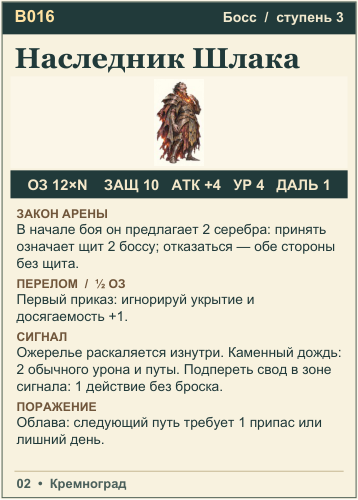 B016
Босс / ступень 3
Наследник Шлака
ОЗ 12×N ЗАЩ 10 АТК +4 УР 4 ДАЛЬ 1
ЗАКОН АРЕНЫ
В начале боя он предлагает 2 серебра: принять
означает щит 2 боссу; отказаться — обе стороны
без щита.
ПЕРЕЛОМ / ½ ОЗ
Первый приказ: игнорируй укрытие и
досягаемость +1.
СИГНАЛ
Ожерелье раскаляется изнутри. Каменный дождь:
2 обычного урона и путы. Подпереть свод в зоне
сигнала: 1 действие без броска.
ПОРАЖЕНИЕ
Облава: следующий путь требует 1 припас или
лишний день.
02 • Кремноград